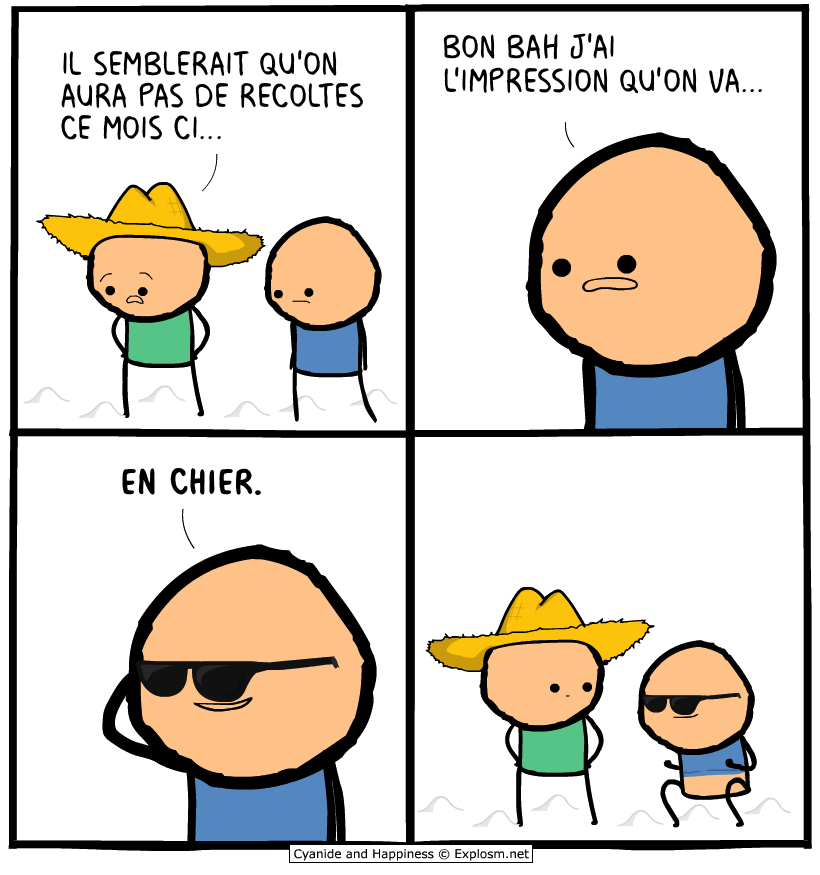 IL SEMBLERAIT QU'ON
AURA PAS DE RECOLTES
CE MOIS CI...
BON BAH J'AI
L'IMPRESSION QU'ON VA...
EN CHIER.
Cyanide and Happiness © Explosm.net